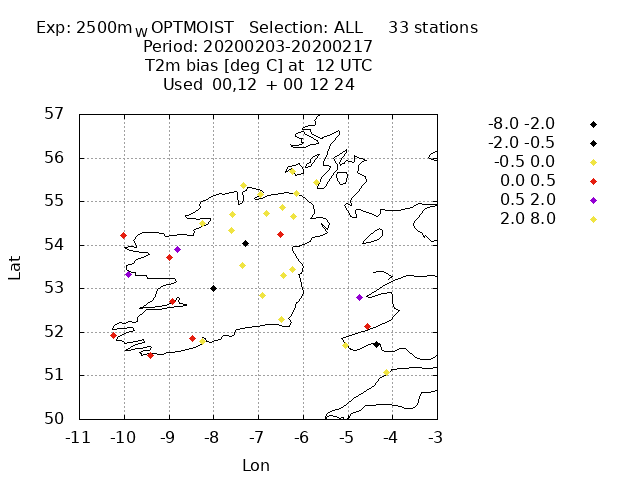 Exp: 2500mWOPTMOIST Selection: ALL 33 stations
Period: 20200203-20200217
T2m bias [deg C] at 12 UTC
Used 00,12 + 00 12 24
57
56
55
54
53
52
51
50
-11 -10 -9 -8 -7 -6 -5 -4 -3
Lat
Lon
-8.0 -2.0
-2.0 -0.5
-0.5 0.0
0.0 0.5
0.5 2.0
2.0 8.0